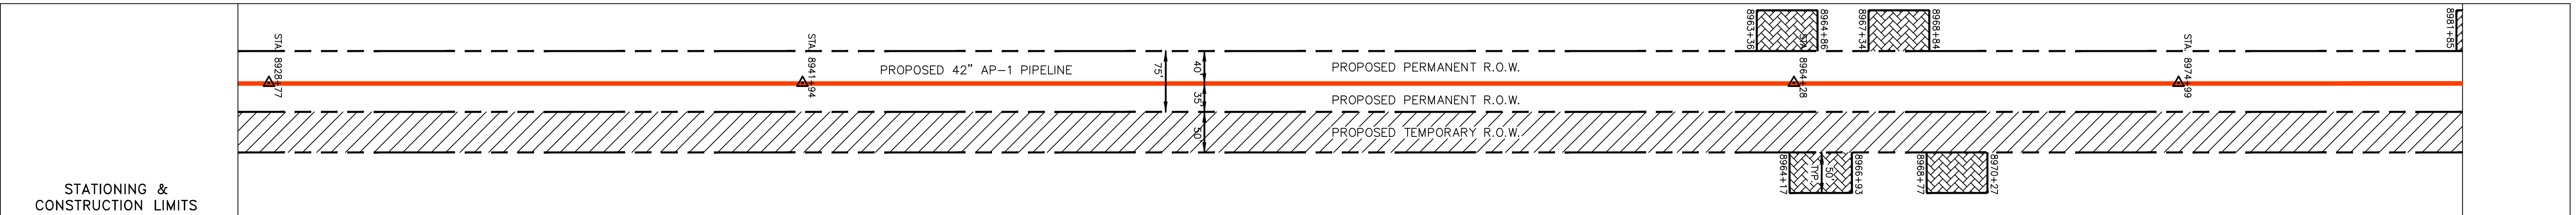 STATIONING &
CONSTRUCTION LIMITS
STA. 8928+77
STA. 8941+94
PROPOSED 42" AP-1 PIPELINE
75'
40'
35'
50'
PROPOSED PERMANENT R.O.W.
PROPOSED PERMANENT R.O.W.
PROPOSED TEMPORARY R.O.W.
8963+36
8964+86
STA. 8964+28
8967+34
8968+84
8964+17
50'
TYP.
8966+93
8968+77
8970+27
STA. 8974+99
8981+85